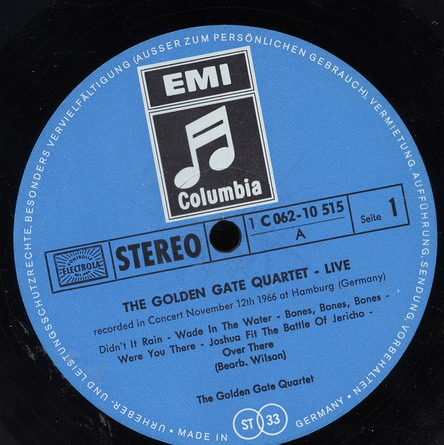 URHEBER- UND LEISTUNGSSCHUTZRECHTE, BESONDERS VERVIELFÄLTIGUNG (AUSSER ZUM PERSÖNLICHEN GEBRAUCH), VERMIETUNG, AUFFÜHRUNG, SENDUNG, VORBEHALTEN
EMI
Columbia
ELECTROLA
STEREO
1 C 062-10 515
A
Seite 1
THE GOLDEN GATE QUARTET - LIVE
recorded in Concert November 12th 1966 at Hamburg (Germany)
Didn't It Rain - Wade In The Water - Bones, Bones, Bones -
Were You There - Joshua Fit The Battle Of Jericho -
Over There
(Bearb. Wilson)
The Golden Gate Quartet
• MADE IN ST 33 GERMANY •